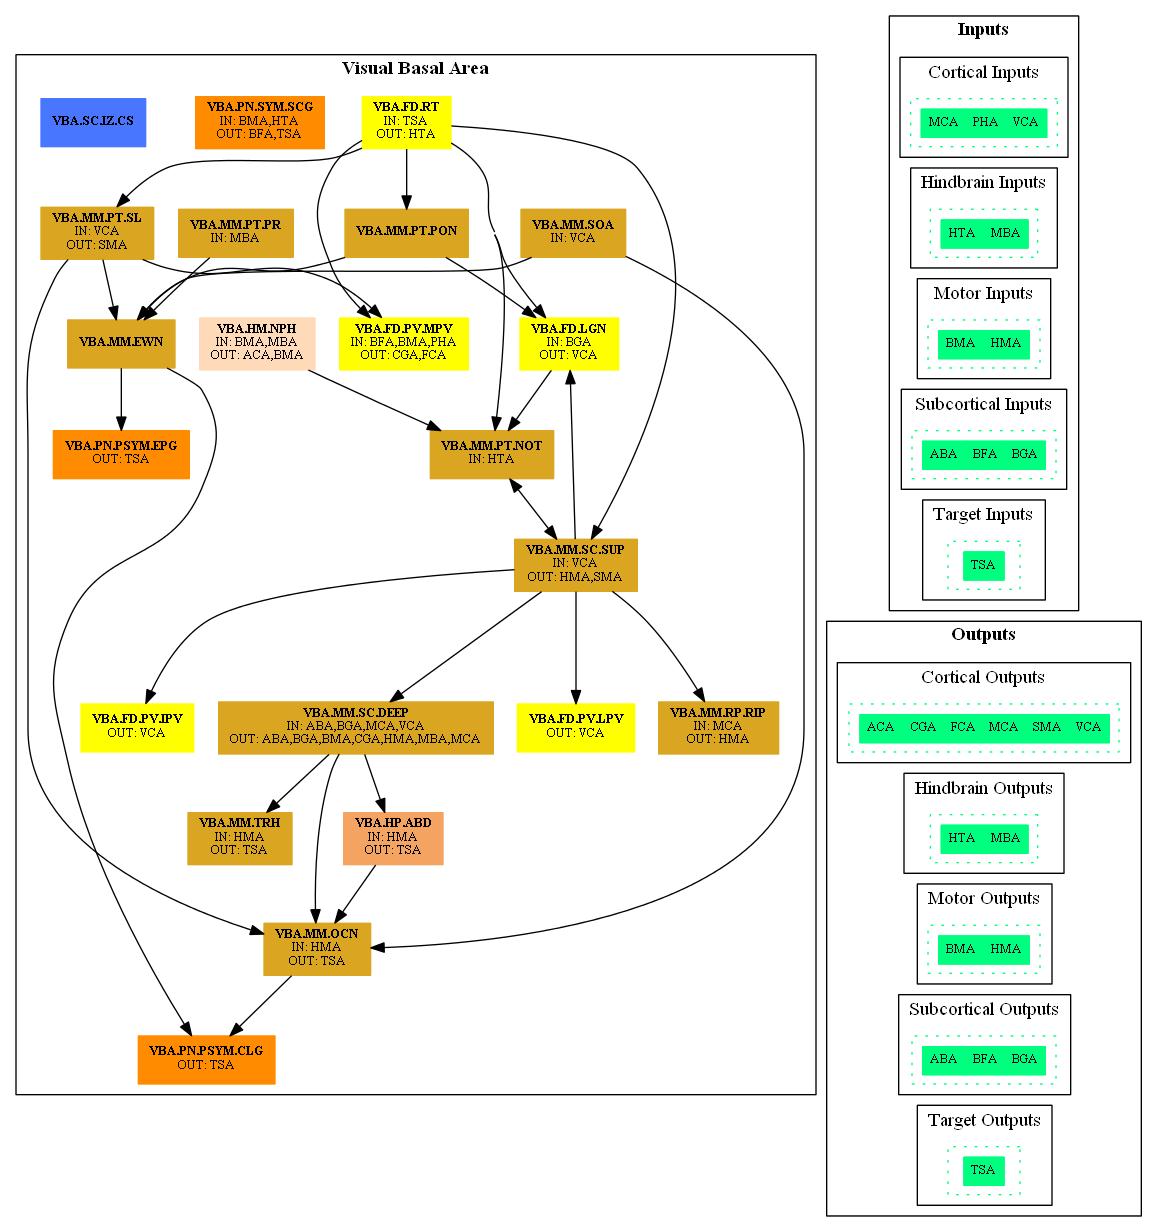 Visual Basal Area
VBA.SC.IZ.CS
VBA.PN.SYM.SCG
IN: BMA,HTA
OUT: BFA,TSA
VBA.FD.RT
IN: TSA
OUT: HTA
VBA.MM.PT.SL
IN: VCA
OUT: SMA
VBA.MM.PT.PR
IN: MBA
VBA.MM.PT.PON
VBA.MM.SOA
IN: VCA
VBA.MM.EWN
VBA.HM.NPH
IN: BMA,MBA
OUT: ACA,BMA
VBA.FD.PV.MPV
IN: BFA,BMA,PHA
OUT: CGA,FCA
VBA.FD.LGN
IN: BGA
OUT: VCA
VBA.PN.PSYM.EPG
OUT: TSA
VBA.MM.PT.NOT
IN: HTA
VBA.MM.SC.SUP
IN: VCA
OUT: HMA,SMA
VBA.FD.PV.IPV
OUT: VCA
VBA.MM.SC.DEEP
IN: ABA,BGA,MCA,VCA
OUT: ABA,BGA,BMA,CGA,HMA,MBA,MCA
VBA.FD.PV.LPV
OUT: VCA
VBA.MM.RP.RIP
IN: MCA
OUT: HMA
VBA.MM.TRH
IN: HMA
OUT: TSA
VBA.HP.ABD
IN: HMA
OUT: TSA
VBA.MM.OCN
IN: HMA
OUT: TSA
VBA.PN.PSYM.CLG
OUT: TSA
Inputs
Cortical Inputs
MCA PHA VCA
Hindbrain Inputs
HTA MBA
Motor Inputs
BMA HMA
Subcortical Inputs
ABA BFA BGA
Target Inputs
TSA
Outputs
Cortical Outputs
ACA CGA FCA MCA SMA VCA
Hindbrain Outputs
HTA MBA
Motor Outputs
BMA HMA
Subcortical Outputs
ABA BFA BGA
Target Outputs
TSA